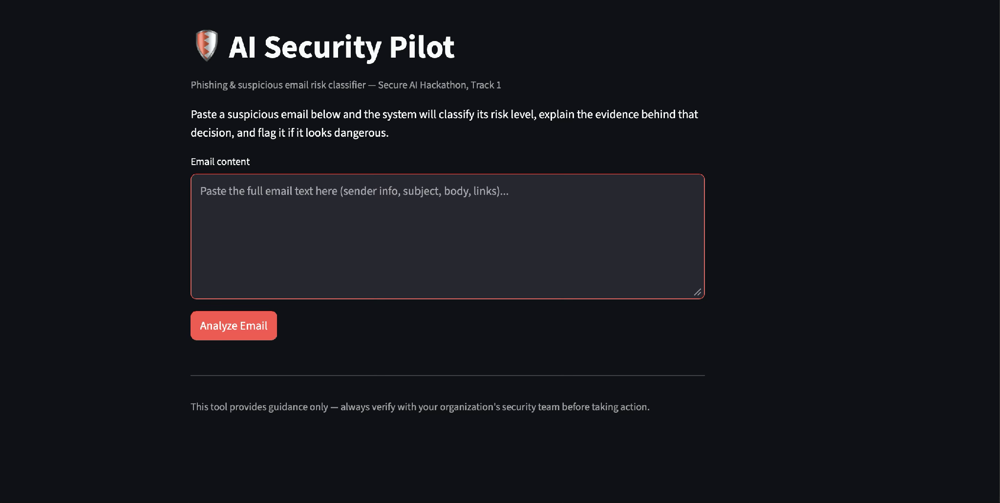 AI Security Pilot
Phishing & suspicious email risk classifier — Secure AI Hackathon, Track 1
Paste a suspicious email below and the system will classify its risk level, explain the evidence behind that
decision, and flag it if it looks dangerous.
Email content
Paste the full email text here (sender info, subject, body, links)...
Analyze Email
This tool provides guidance only — always verify with your organization's security team before taking action.